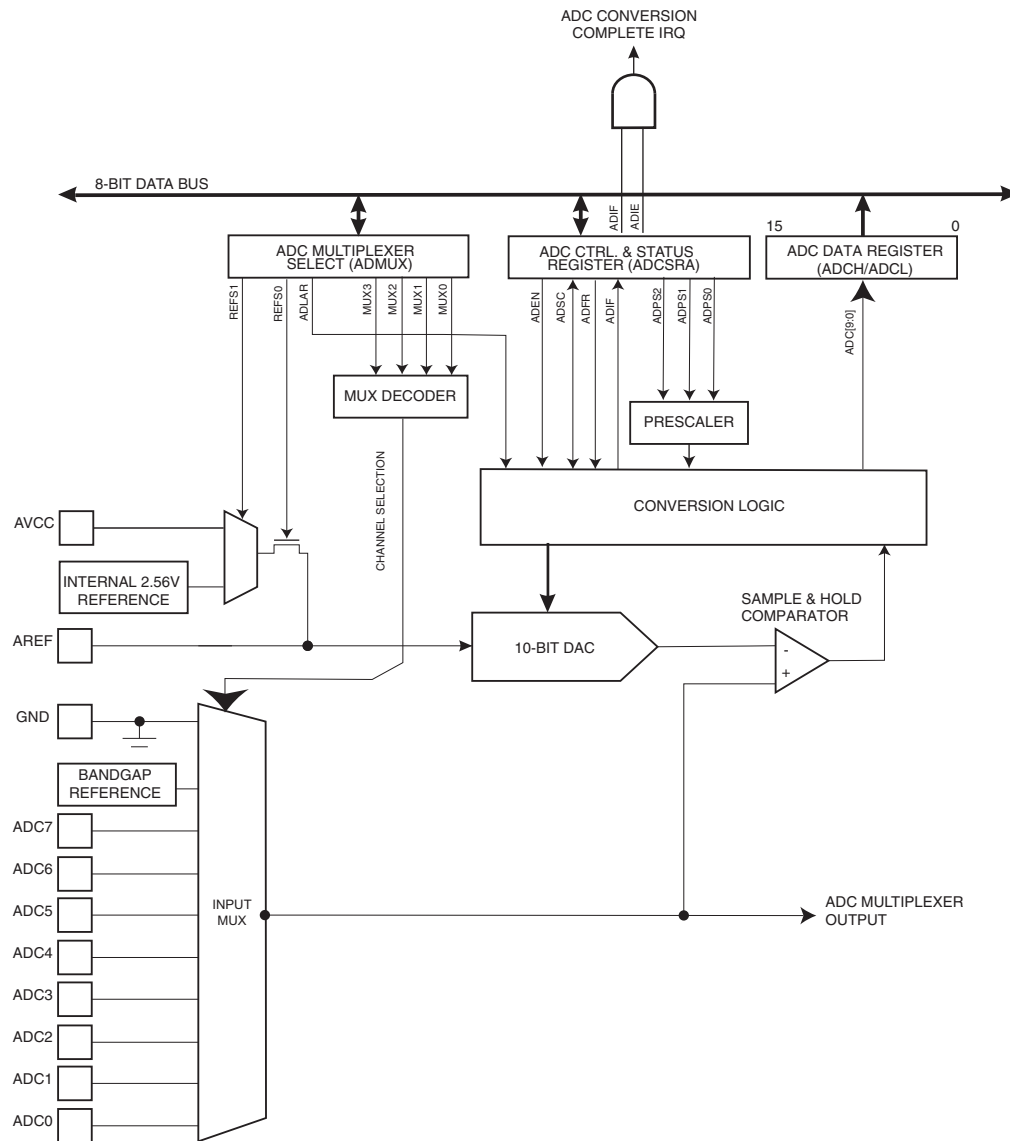 ADC CONVERSION
COMPLETE IRQ
8-BIT DATA BUS
ADIF
ADIE
15
0
ADC MULTIPLEXER
SELECT (ADMUX)
ADC CTRL. & STATUS
REGISTER (ADCSRA)
ADC DATA REGISTER
(ADCH/ADCL)
REFS1
REFS0
ADLAR
MUX3
MUX2
MUX1
MUX0
ADEN
ADSC
ADFR
ADIF
ADPS2
ADPS1
ADPS0
ADC[9:0]
MUX DECODER
PRESCALER
CHANNEL SELECTION
CONVERSION LOGIC
AVCC
INTERNAL 2.56V
REFERENCE
SAMPLE & HOLD
COMPARATOR
AREF
10-BIT DAC
-
+
GND
BANDGAP
REFERENCE
ADC7
ADC6
ADC5
INPUT
MUX
ADC MULTIPLEXER
OUTPUT
ADC4
ADC3
ADC2
ADC1
ADC0